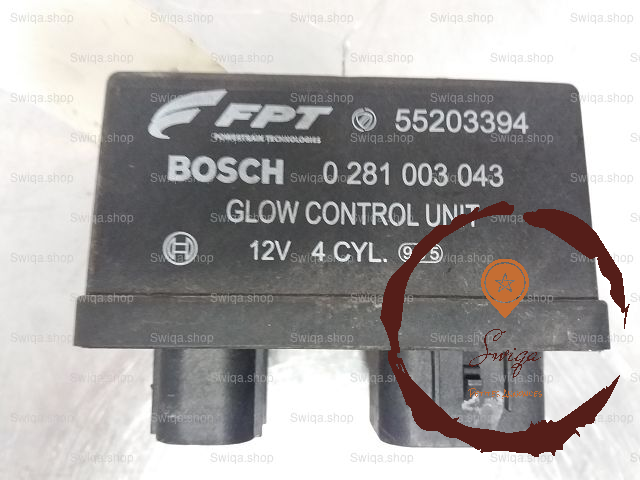 FPT 55203394
POWERTRAIN TECHNOLOGIES
BOSCH 0 281 003 043
GLOW CONTROL UNIT
12V 4 CYL.
Swiqa
Swiqa.shop